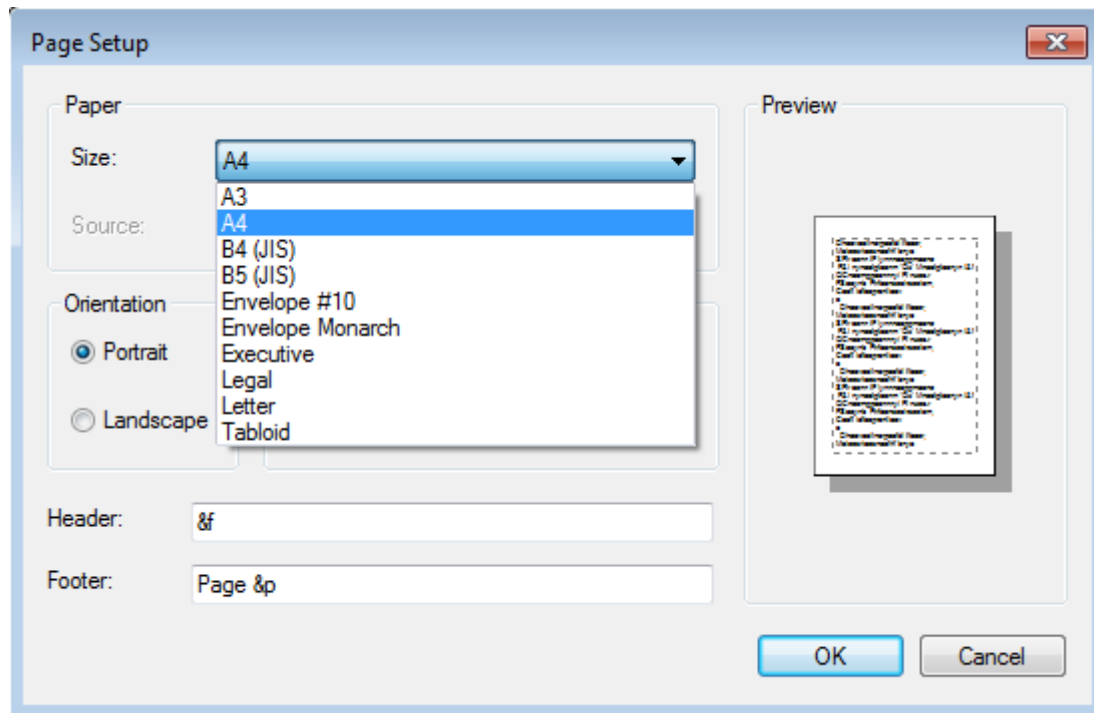 Page Setup
Paper
Size:
A4
A3
A4
B4 (JIS)
B5 (JIS)
Envelope #10
Envelope Monarch
Executive
Legal
Letter
Tabloid
Source:
Orientation
Portrait
Landscape
Header:
&f
Footer:
Page &p
Preview
OK
Cancel